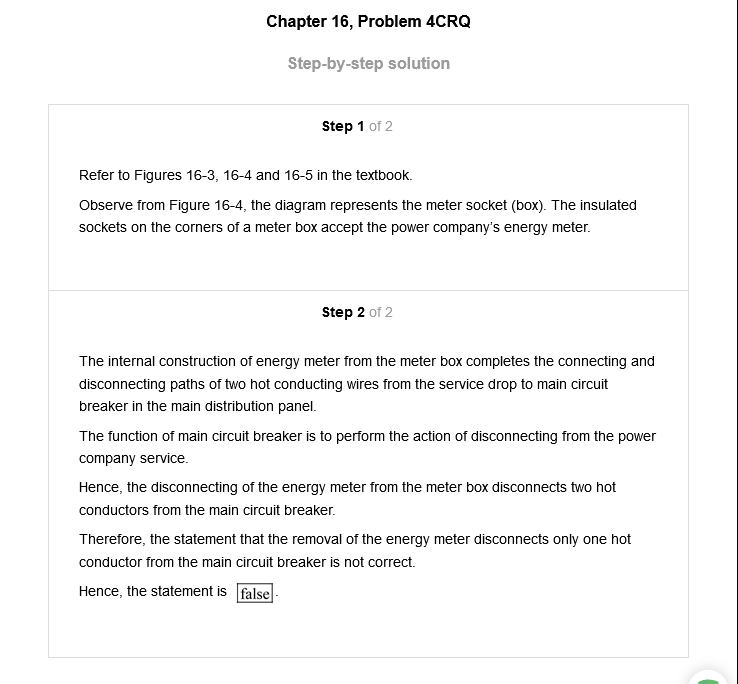 Chapter 16, Problem 4CRQ
Step-by-step solution
Step 1 of 2
Refer to Figures 16-3, 16-4 and 16-5 in the textbook.
Observe from Figure 16-4, the diagram represents the meter socket (box). The insulated
sockets on the corners of a meter box accept the power company's energy meter.
Step 2 of 2
The internal construction of energy meter from the meter box completes the connecting and
disconnecting paths of two hot conducting wires from the service drop to main circuit
breaker in the main distribution panel.
The function of main circuit breaker is to perform the action of disconnecting from the power
company service.
Hence, the disconnecting of the energy meter from the meter box disconnects two hot
conductors from the main circuit breaker.
Therefore, the statement that the removal of the energy meter disconnects only one hot
conductor from the main circuit breaker is not correct.
Hence, the statement is false.